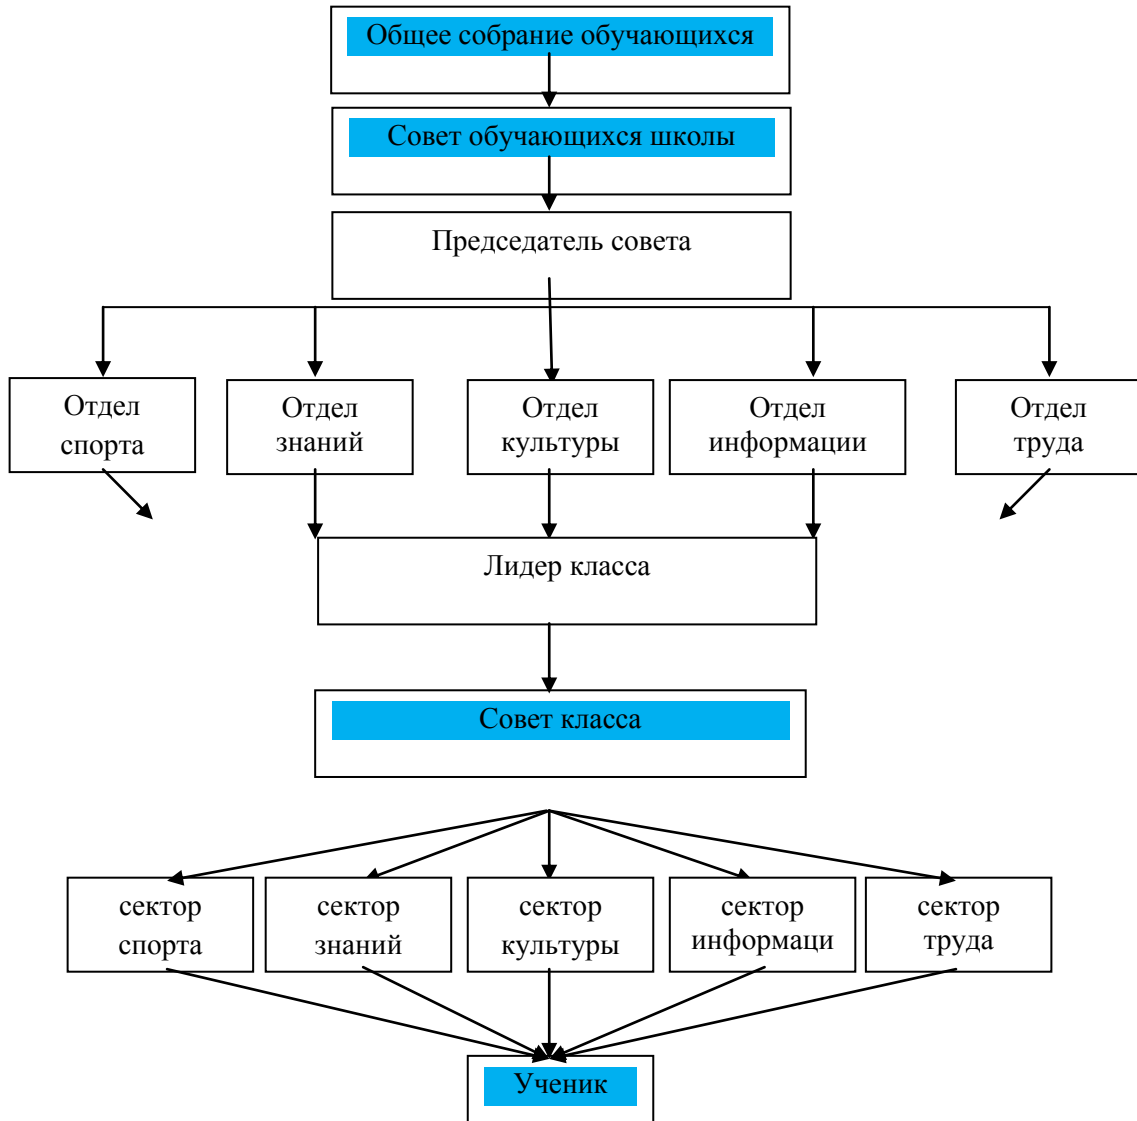 Общее собрание обучающихся
Совет обучающихся школы
Председатель совета
Отдел
спорта
Отдел
знаний
Отдел
культуры
Отдел
информации
Отдел
труда
Лидер класса
Совет класса
сектор
спорта
сектор
знаний
сектор
культуры
сектор
информаци
сектор
труда
Ученик